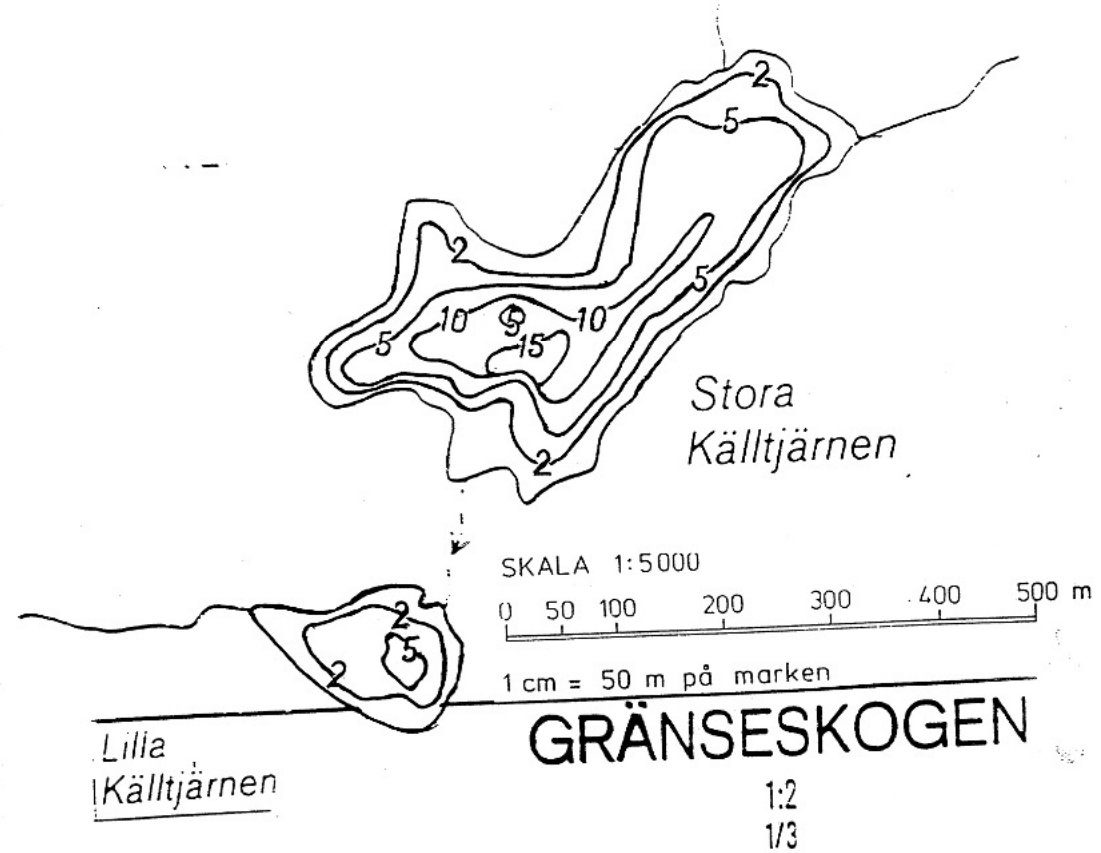 2
5
2
5
10
5
10
15
5
2
Stora
Källtjärnen
SKALA 1:5000
0 50 100 200 300 400 500 m
1 cm = 50 m på marken
2
5
2
Lilla
Källtjärnen
GRÄNSESKOGEN
1:2
1/3